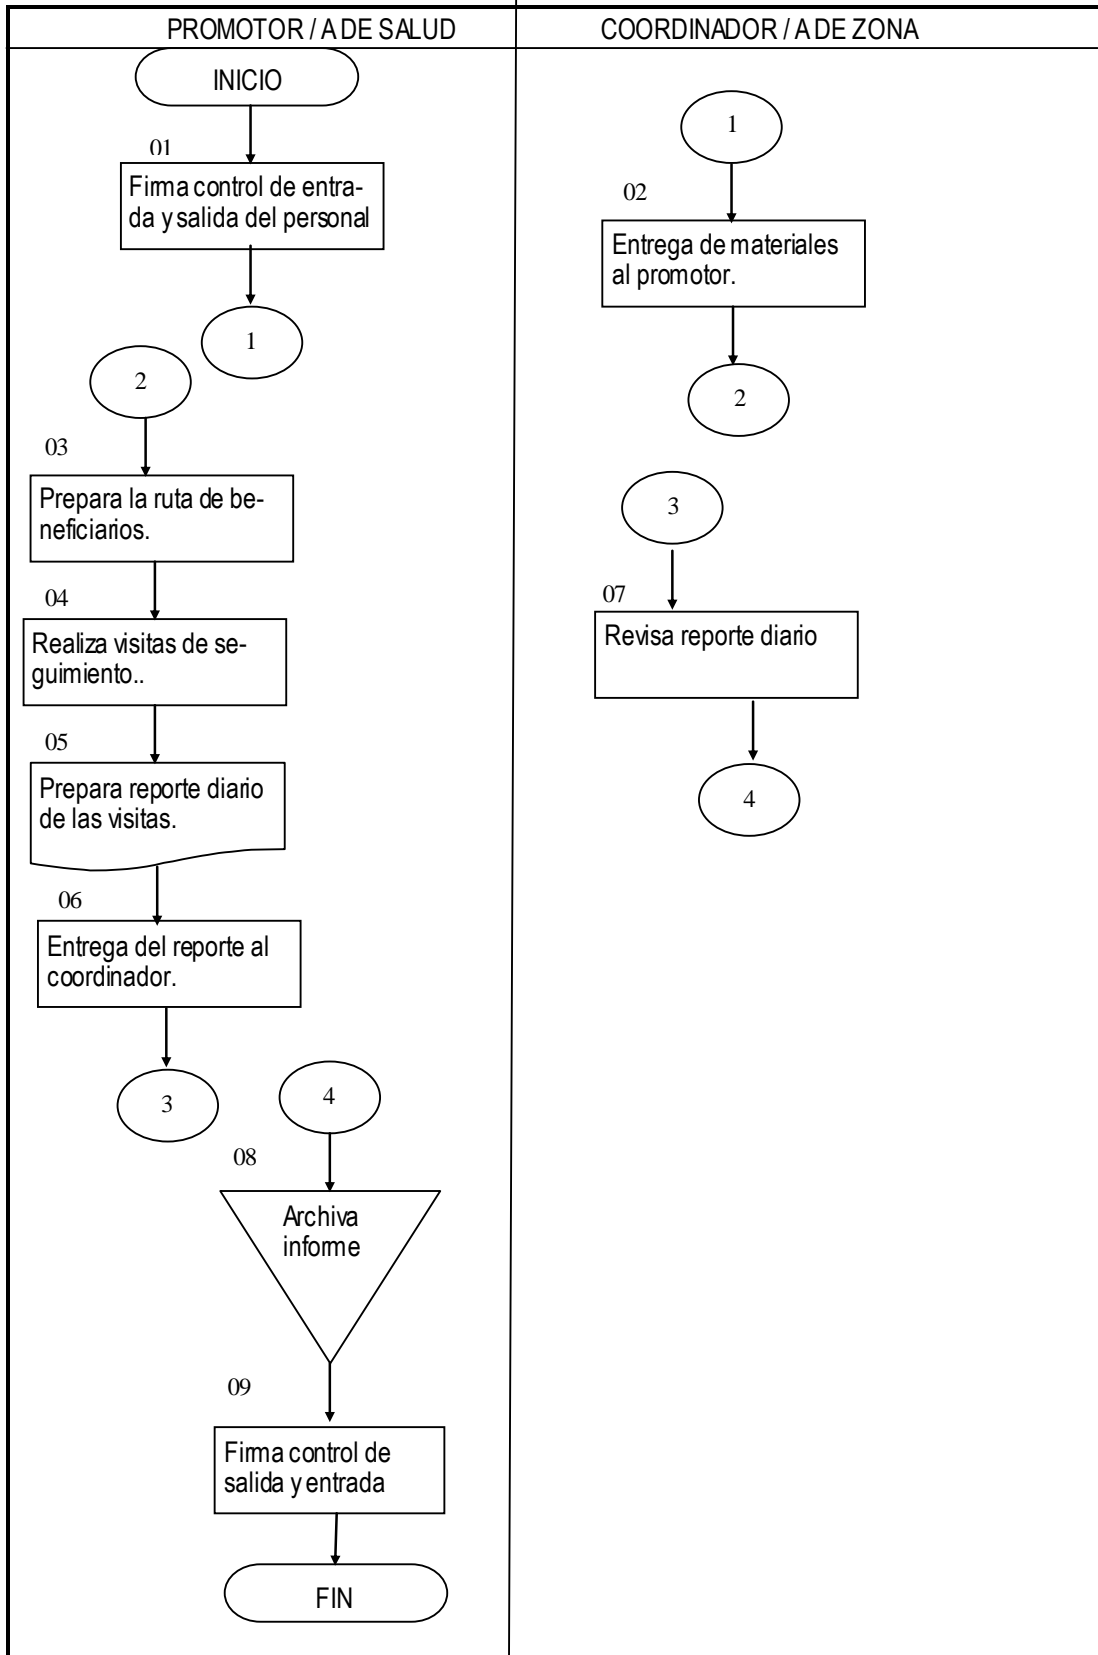 PROMOTOR / A DE SALUD
COORDINADOR / A DE ZONA
INICIO
01
Firma control de entra-
da y salida del personal
1
2
03
Prepara la ruta de be-
neficiarios.
04
Realiza visitas de se-
guimiento..
05
Prepara reporte diario
de las visitas.
06
Entrega del reporte al
coordinador.
3
4
08
Archiva
informe
09
Firma control de
salida y entrada
FIN
1
02
Entrega de materiales
al promotor.
2
3
07
Revisa reporte diario
4